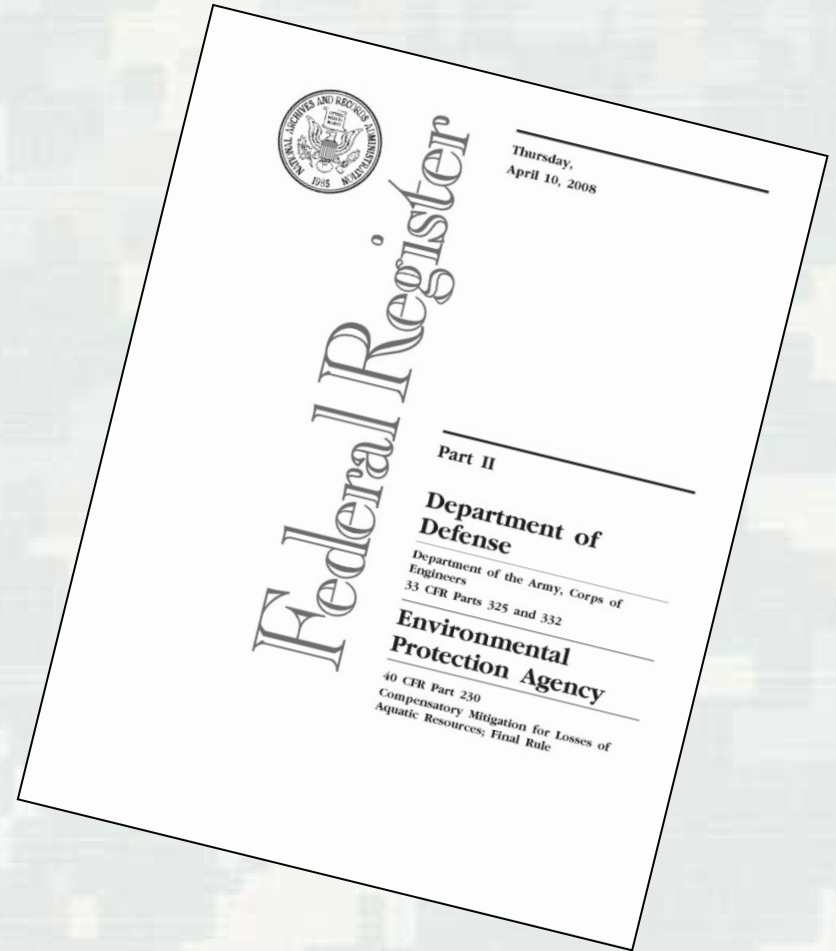 NATIONAL ARCHIVES AND RECORDS ADMINISTRATION
1985
Federal Register
Thursday,
April 10, 2008
Part II
Department of
Defense
Department of the Army, Corps of
Engineers
33 CFR Parts 325 and 332
Environmental
Protection Agency
40 CFR Part 230
Compensatory Mitigation for Losses of
Aquatic Resources; Final Rule